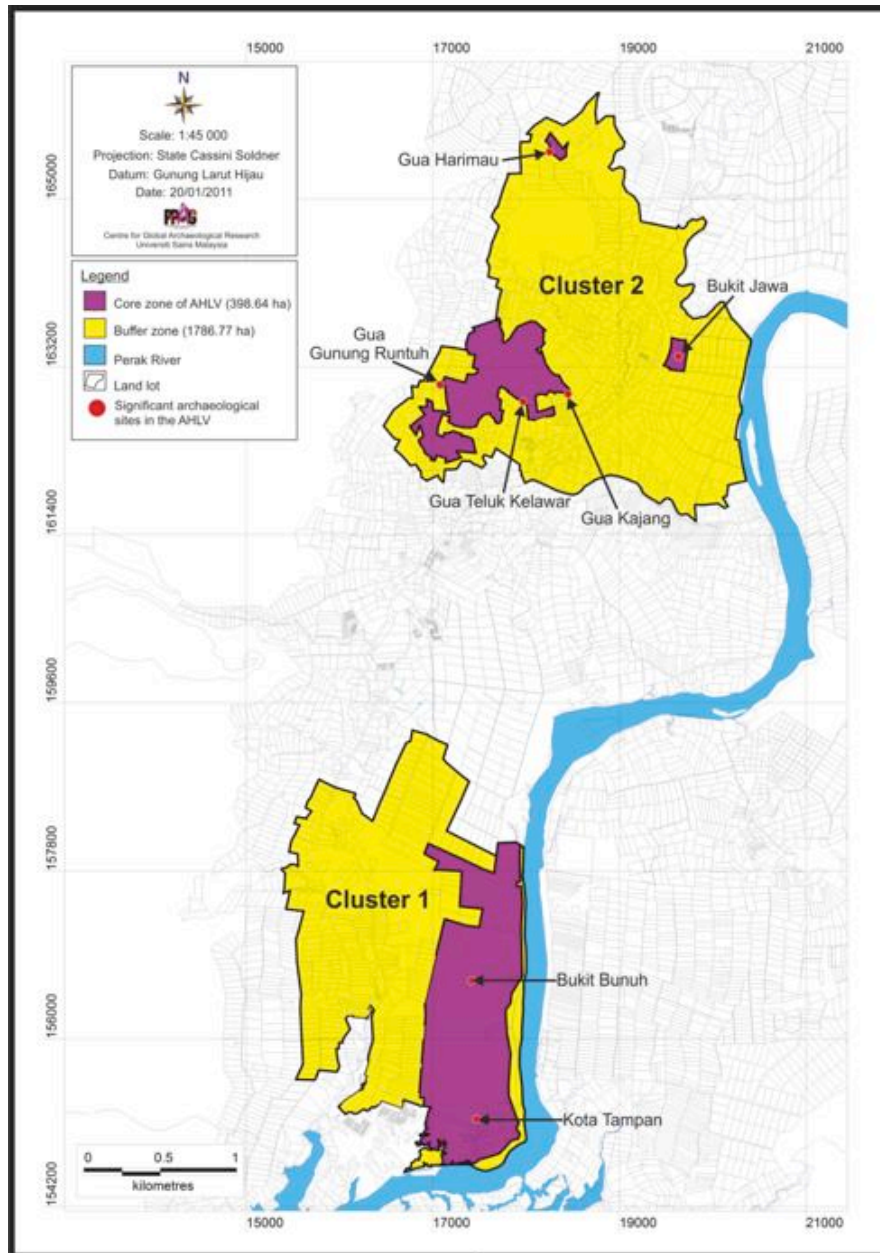 15000
17000
19000
21000
N
Scale: 1:45 000
Projection: State Cassini Soldner
Datum: Gunung Larut Hijau
Date: 20/01/2011
Centre for Global Archaeological Research
Universiti Sains Malaysia
Legend
Core zone of AHLV (398.64 ha)
Buffer zone (1786.77 ha)
Perak River
Land lot
Significant archaeological
sites in the AHLV
165000
163200
161400
159600
157800
156000
154200
Gua Harimau
Cluster 2
Bukit Jawa
Gua
Gunung Runtuh
Gua Teluk Kelawar
Gua Kajang
Cluster 1
Bukit Bunuh
Kota Tampan
0
0.5
1
kilometres
15000
17000
19000
21000